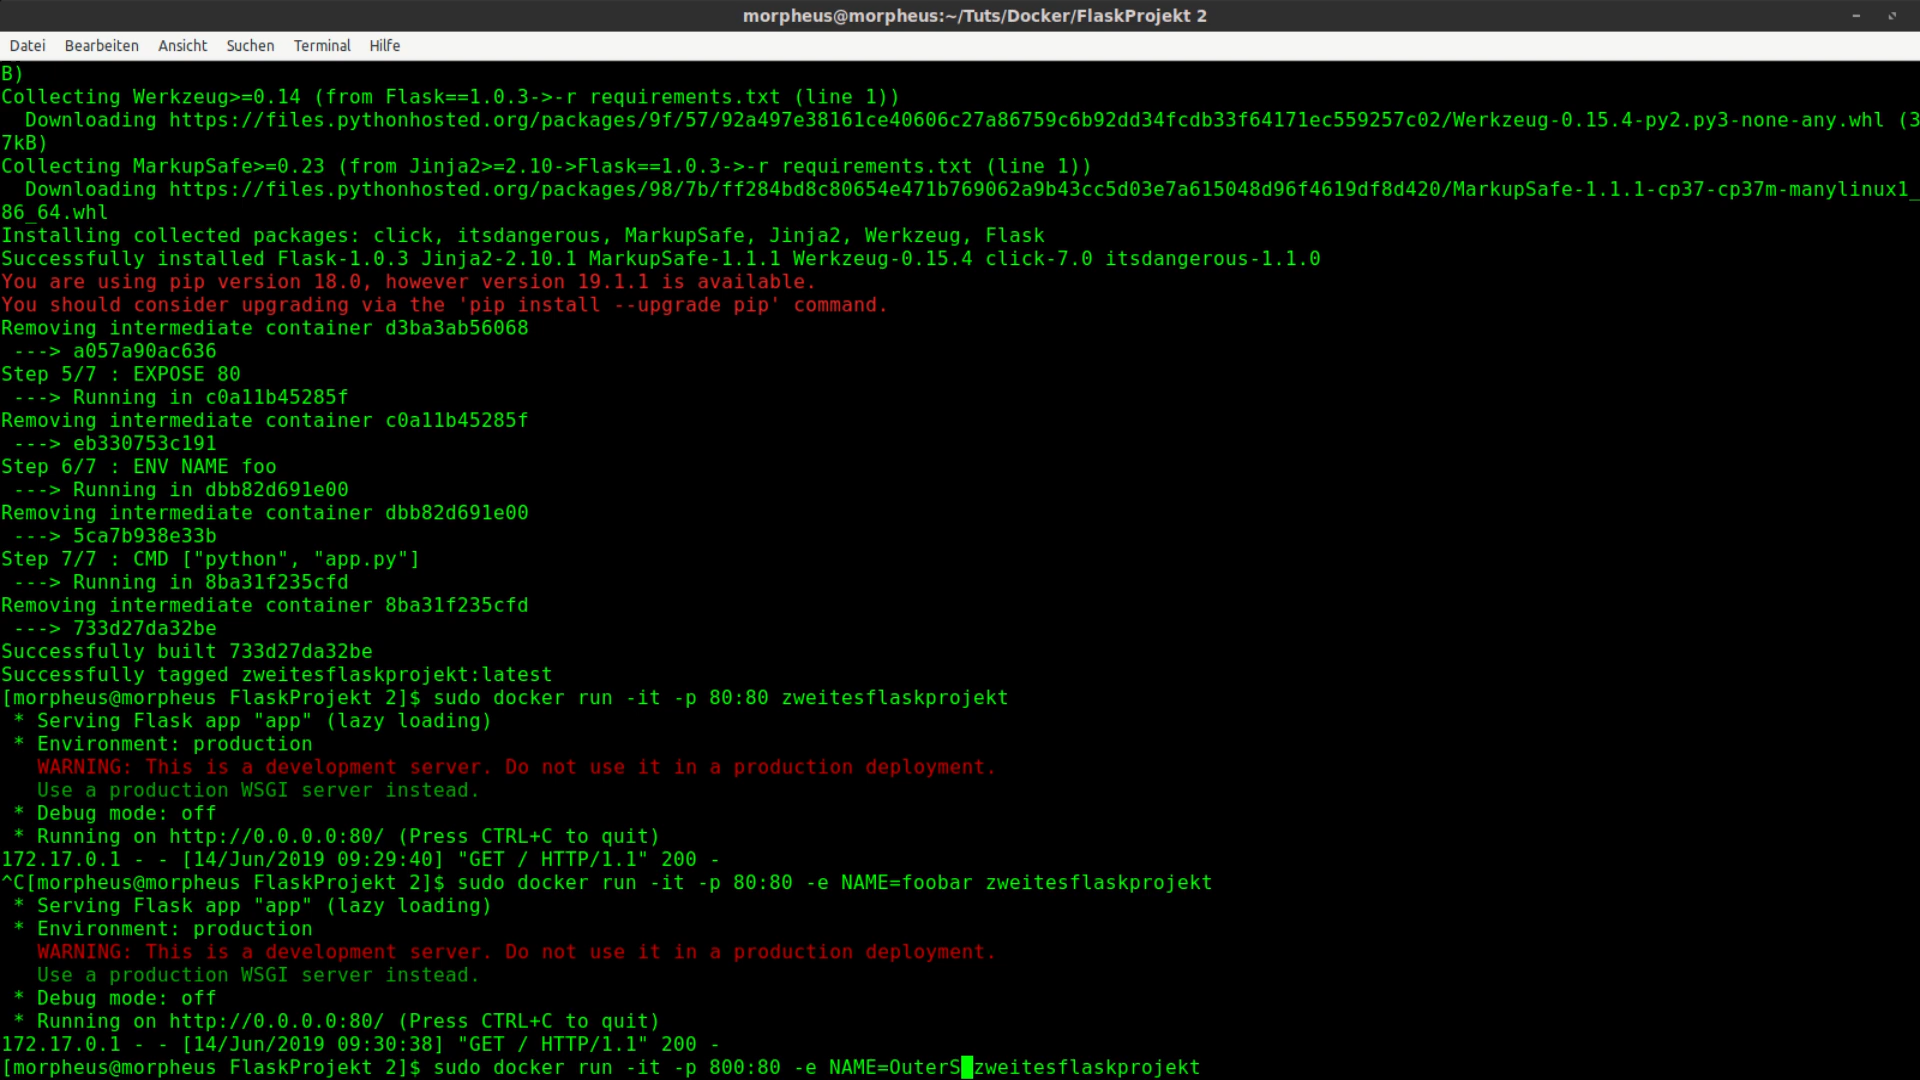 morpheus@morpheus:~/Tuts/Docker/FlaskProjekt 2
Datei Bearbeiten Ansicht Suchen Terminal Hilfe
B)
Collecting Werkzeug>=0.14 (from Flask==1.0.3->-r requirements.txt (line 1))
  Downloading https://files.pythonhosted.org/packages/9f/57/92a497e38161ce40606c27a86759c6b92dd34fcdb33f64171ec559257c02/Werkzeug-0.15.4-py2.py3-none-any.whl (3
7kB)
Collecting MarkupSafe>=0.23 (from Jinja2>=2.10->Flask==1.0.3->-r requirements.txt (line 1))
  Downloading https://files.pythonhosted.org/packages/98/7b/ff284bd8c80654e471b769062a9b43cc5d03e7a615048d96f4619df8d420/MarkupSafe-1.1.1-cp37-cp37m-manylinux1_
86_64.whl
Installing collected packages: click, itsdangerous, MarkupSafe, Jinja2, Werkzeug, Flask
Successfully installed Flask-1.0.3 Jinja2-2.10.1 MarkupSafe-1.1.1 Werkzeug-0.15.4 click-7.0 itsdangerous-1.1.0
You are using pip version 18.0, however version 19.1.1 is available.
You should consider upgrading via the 'pip install --upgrade pip' command.
Removing intermediate container d3ba3ab56068
 ---> a057a90ac636
Step 5/7 : EXPOSE 80
 ---> Running in c0a11b45285f
Removing intermediate container c0a11b45285f
 ---> eb330753c191
Step 6/7 : ENV NAME foo
 ---> Running in dbb82d691e00
Removing intermediate container dbb82d691e00
 ---> 5ca7b938e33b
Step 7/7 : CMD ["python", "app.py"]
 ---> Running in 8ba31f235cfd
Removing intermediate container 8ba31f235cfd
 ---> 733d27da32be
Successfully built 733d27da32be
Successfully tagged zweitesflaskprojekt:latest
[morpheus@morpheus FlaskProjekt 2]$ sudo docker run -it -p 80:80 zweitesflaskprojekt
 * Serving Flask app "app" (lazy loading)
 * Environment: production
   WARNING: This is a development server. Do not use it in a production deployment.
   Use a production WSGI server instead.
 * Debug mode: off
 * Running on http://0.0.0.0:80/ (Press CTRL+C to quit)
172.17.0.1 - - [14/Jun/2019 09:29:40] "GET / HTTP/1.1" 200 -
^C[morpheus@morpheus FlaskProjekt 2]$ sudo docker run -it -p 80:80 -e NAME=foobar zweitesflaskprojekt
 * Serving Flask app "app" (lazy loading)
 * Environment: production
   WARNING: This is a development server. Do not use it in a production deployment.
   Use a production WSGI server instead.
 * Debug mode: off
 * Running on http://0.0.0.0:80/ (Press CTRL+C to quit)
172.17.0.1 - - [14/Jun/2019 09:30:38] "GET / HTTP/1.1" 200 -
[morpheus@morpheus FlaskProjekt 2]$ sudo docker run -it -p 800:80 -e NAME=OuterS zweitesflaskprojekt